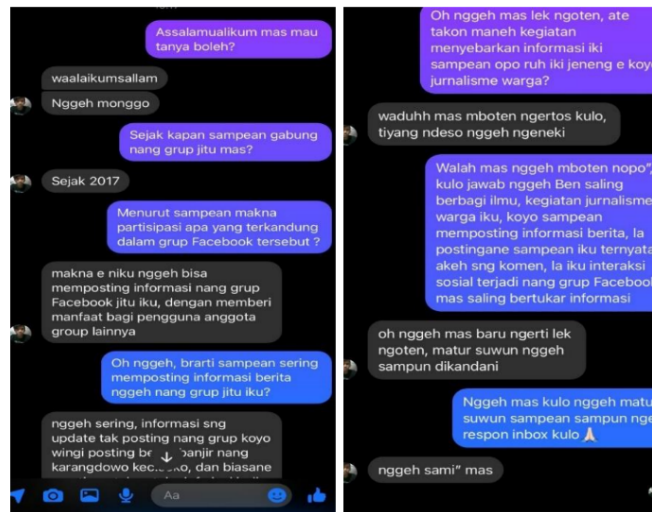 Assalamualikum mas mau
tanya boleh?
waalaikumsallam
Nggeh monggo
Sejak kapan sampean gabung
nang grup jitu mas?
Sejak 2017
Menurut sampean makna
partisipasi apa yang terkandung
dalam grup Facebook tersebut ?
makna e niku nggeh bisa
memposting informasi nang grup
Facebook jitu iku, dengan memberi
manfaat bagi pengguna anggota
group lainnya
Oh nggeh, brarti sampean sering
memposting informasi berita
nggeh nang grup jitu iku?
nggeh sering, informasi sng
update tak posting nang grup koyo
wingi posting banjir nang
karangdowo dan biasane
Aa
Oh nggeh mas lek ngoten, ate
takon maneh kegiatan
menyebarkan informasi iki
sampean opo ruh iki jeneng e koyo
jurnalisme warga?
waduhh mas mboten ngertos kulo,
tiyang ndeso nggeh ngeneki
Walah mas nggeh mboten nopo",
kulo jawab nggeh Ben saling
berbagi ilmu, kegiatan jurnalisme
warga iku, koyo sampean
memposting informasi berita, la
postingane sampean iku ternyata
akeh sng komen, la iku interaksi
sosial terjadi nang grup Facebook
mas saling bertukar informasi
oh nggeh mas baru ngerti lek
ngoten, matur suwun nggeh
sampun dikandani
Nggeh mas kulo nggeh matu
suwun sampean sampun nge
respon inbox kulo 🙏🏻
nggeh sami" mas